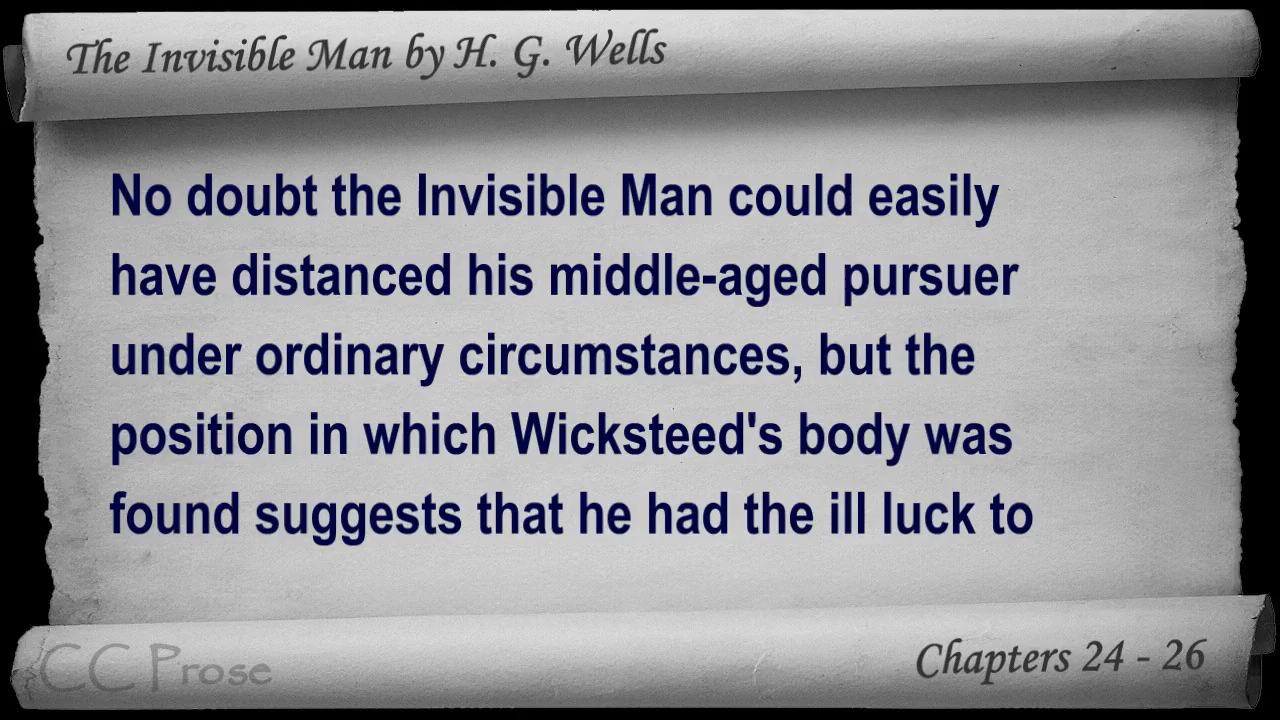 The Invisible Man by H. G. Wells
No doubt the Invisible Man could easily
have distanced his middle-aged pursuer
under ordinary circumstances, but the
position in which Wicksteed's body was
found suggests that he had the ill luck to
CC Prose
Chapters 24 - 26